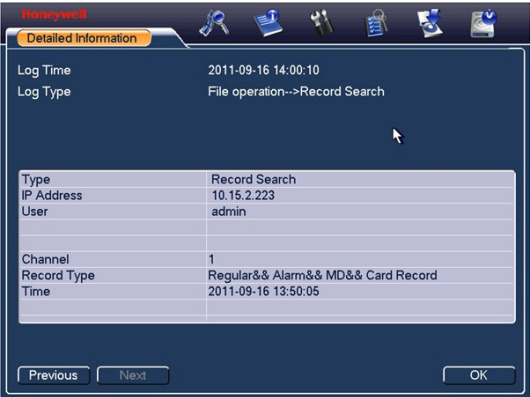 Honeywell
Detailed Information
Log Time 2011-09-16 14:00:10
Log Type File operation-->Record Search
Type Record Search
IP Address 10.15.2.223
User admin
Channel 1
Record Type Regular&& Alarm&& MD&& Card Record
Time 2011-09-16 13:50:05
Previous Next OK